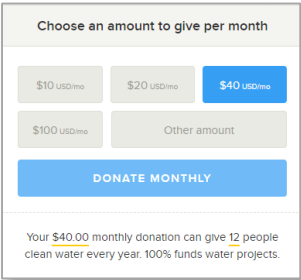 Choose an amount to give per month
$10 USD/mo $20 USD/mo $40 USD/mo
$100 USD/mo Other amount
DONATE MONTHLY
Your $40.00 monthly donation can give 12 people
clean water every year. 100% funds water projects.